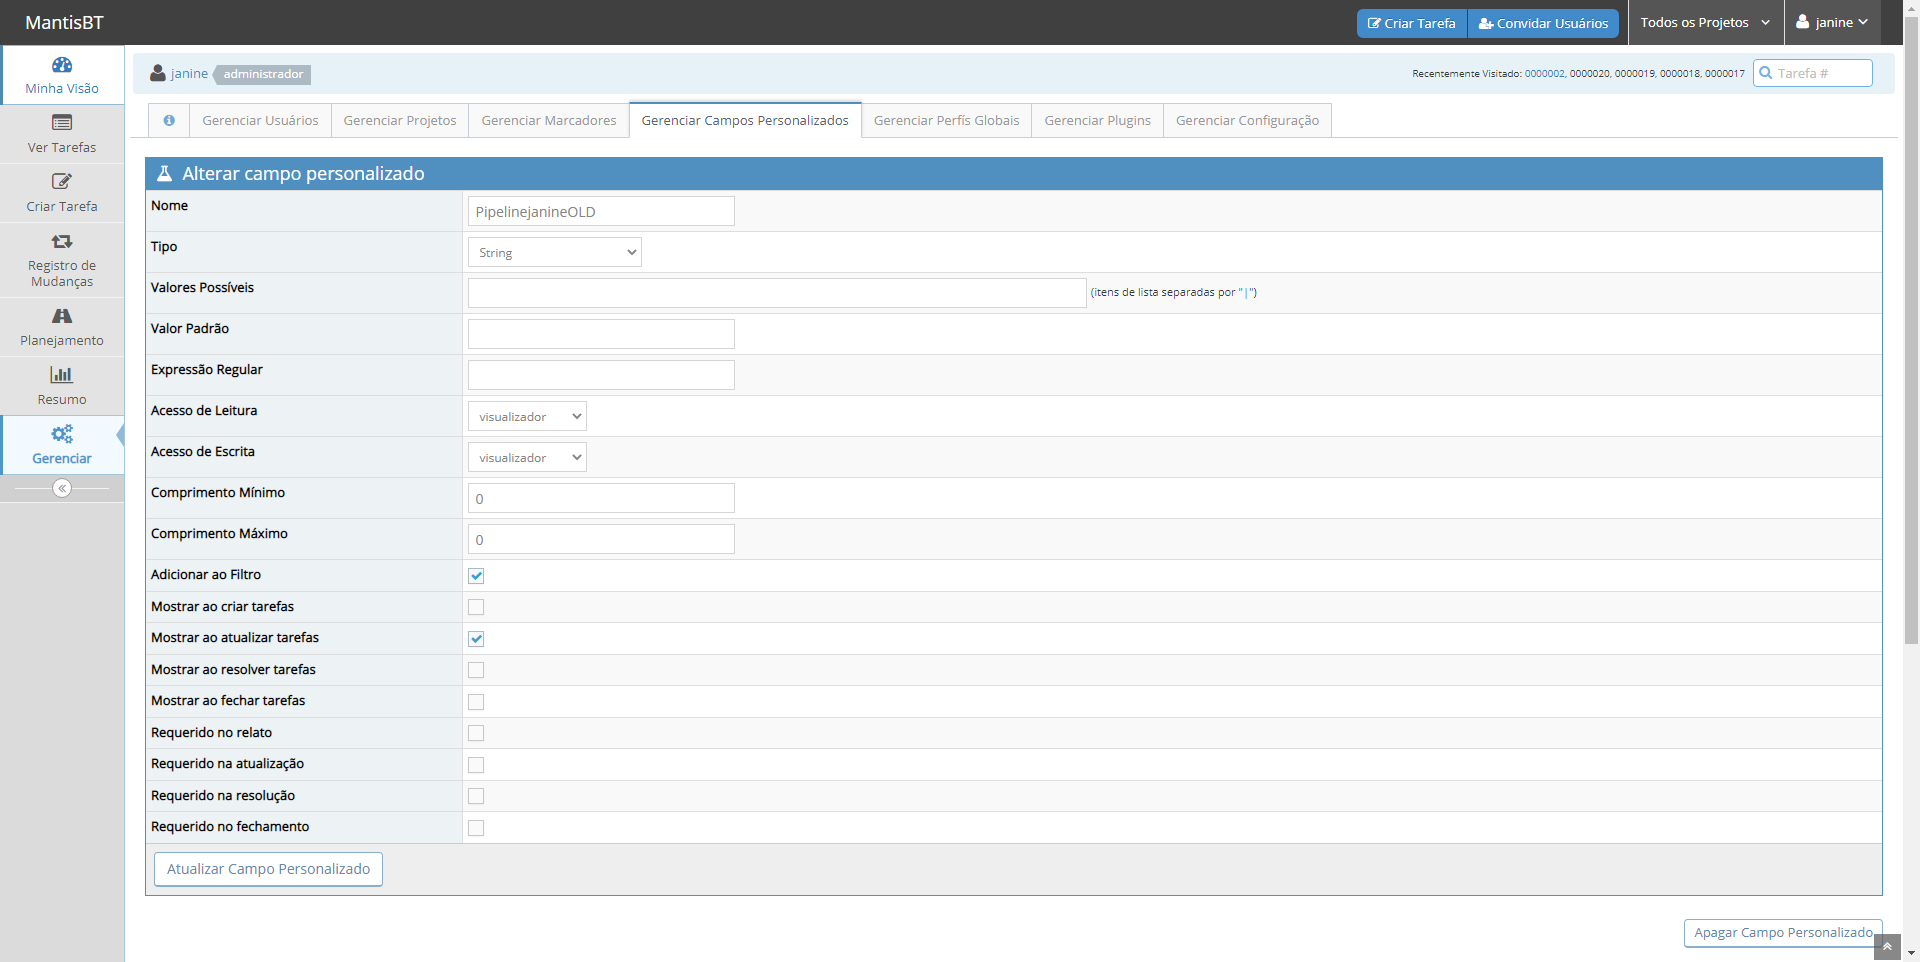 MantisBT
Criar Tarefa
Convidar Usuários
Todos os Projetos
janine
Minha Visão
Ver Tarefas
Criar Tarefa
Registro de
Mudanças
Planejamento
Resumo
Gerenciar
janine administrador
Recentemente Visitado: 0000002, 0000020, 0000019, 0000018, 0000017
Tarefa #
Gerenciar Usuários
Gerenciar Projetos
Gerenciar Marcadores
Gerenciar Campos Personalizados
Gerenciar Perfís Globais
Gerenciar Plugins
Gerenciar Configuração
Alterar campo personalizado
Nome PipelinejanineOLD
Tipo String
Valores Possíveis (itens de lista separadas por "|")
Valor Padrão
Expressão Regular
Acesso de Leitura visualizador
Acesso de Escrita visualizador
Comprimento Mínimo 0
Comprimento Máximo 0
Adicionar ao Filtro
Mostrar ao criar tarefas
Mostrar ao atualizar tarefas
Mostrar ao resolver tarefas
Mostrar ao fechar tarefas
Requerido no relato
Requerido na atualização
Requerido na resolução
Requerido no fechamento
Atualizar Campo Personalizado
Apagar Campo Personalizado